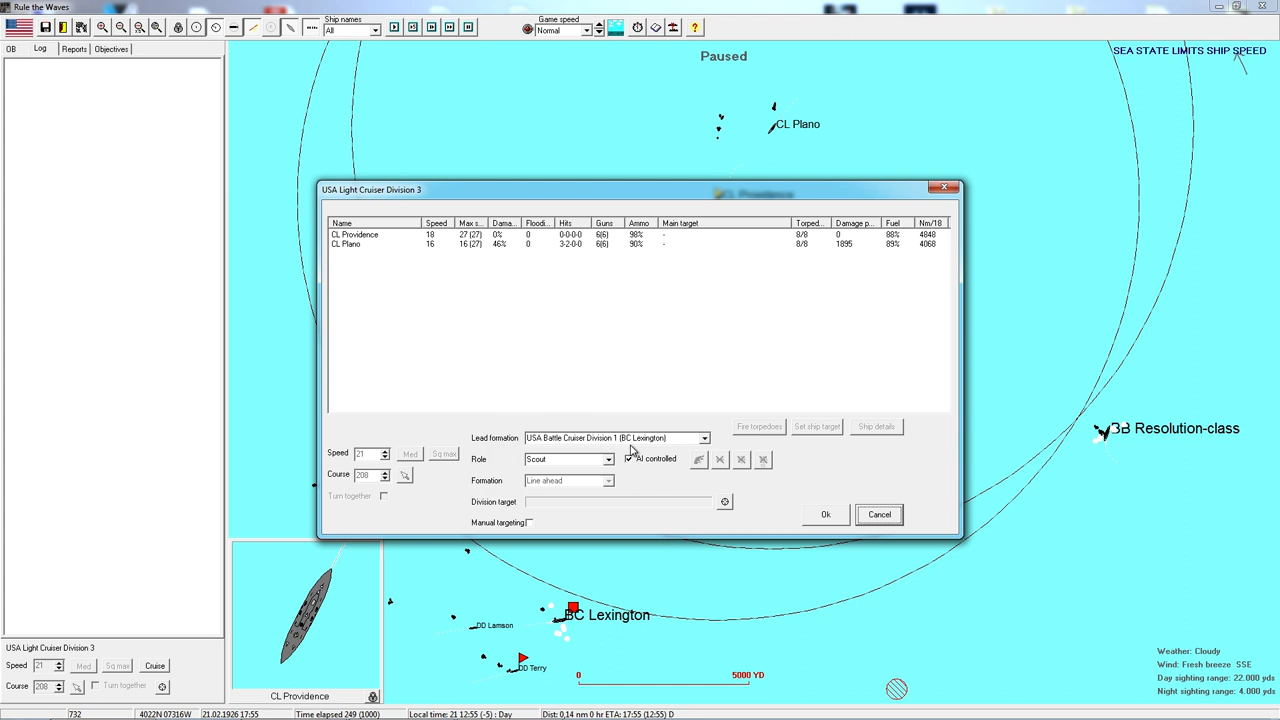 Rule the Waves
Ship names
All
Game speed
Normal
OB Log Reports Objectives
SEA STATE LIMITS SHIP SPEED
Paused
CL Plano
CL Providence
USA Light Cruiser Division 3
Name Speed Max s... Dama... Floodi... Hits Guns Ammo Main target Torped... Damage p... Fuel Nm/18
CL Providence 18 27 (27) 0% 0 0-0-0-0 6(6) 98% - 8/8 0 88% 4848
CL Plano 16 16 (27) 46% 0 3-2-0-0 6(6) 90% - 8/8 1895 89% 4068
BB Resolution-class
Lead formation USA Battle Cruiser Division 1 (BC Lexington)
Fire torpedoes Set ship target Ship details
Speed 21 Med Sq max
Role Scout AI controlled
Course 208
Formation Line ahead
Turn together
Division target
Ok Cancel
Manual targeting
BC Lexington
DD Lamson
DD Terry
0 5000 YD
Weather: Cloudy
Wind: Fresh breeze SSE
Day sighting range: 22.000 yds
Night sighting range: 4.000 yds
USA Light Cruiser Division 3
Speed 21 Med Sq max Cruise
Course 208 Turn together
CL Providence
732 4022N 07316W 21.02.1926 17:55 Local time: 21 12:55 (-5) : Day Time elapsed 249 (1000) Dist: 0,14 nm 0 hr ETA: 17:55 (12:55) D